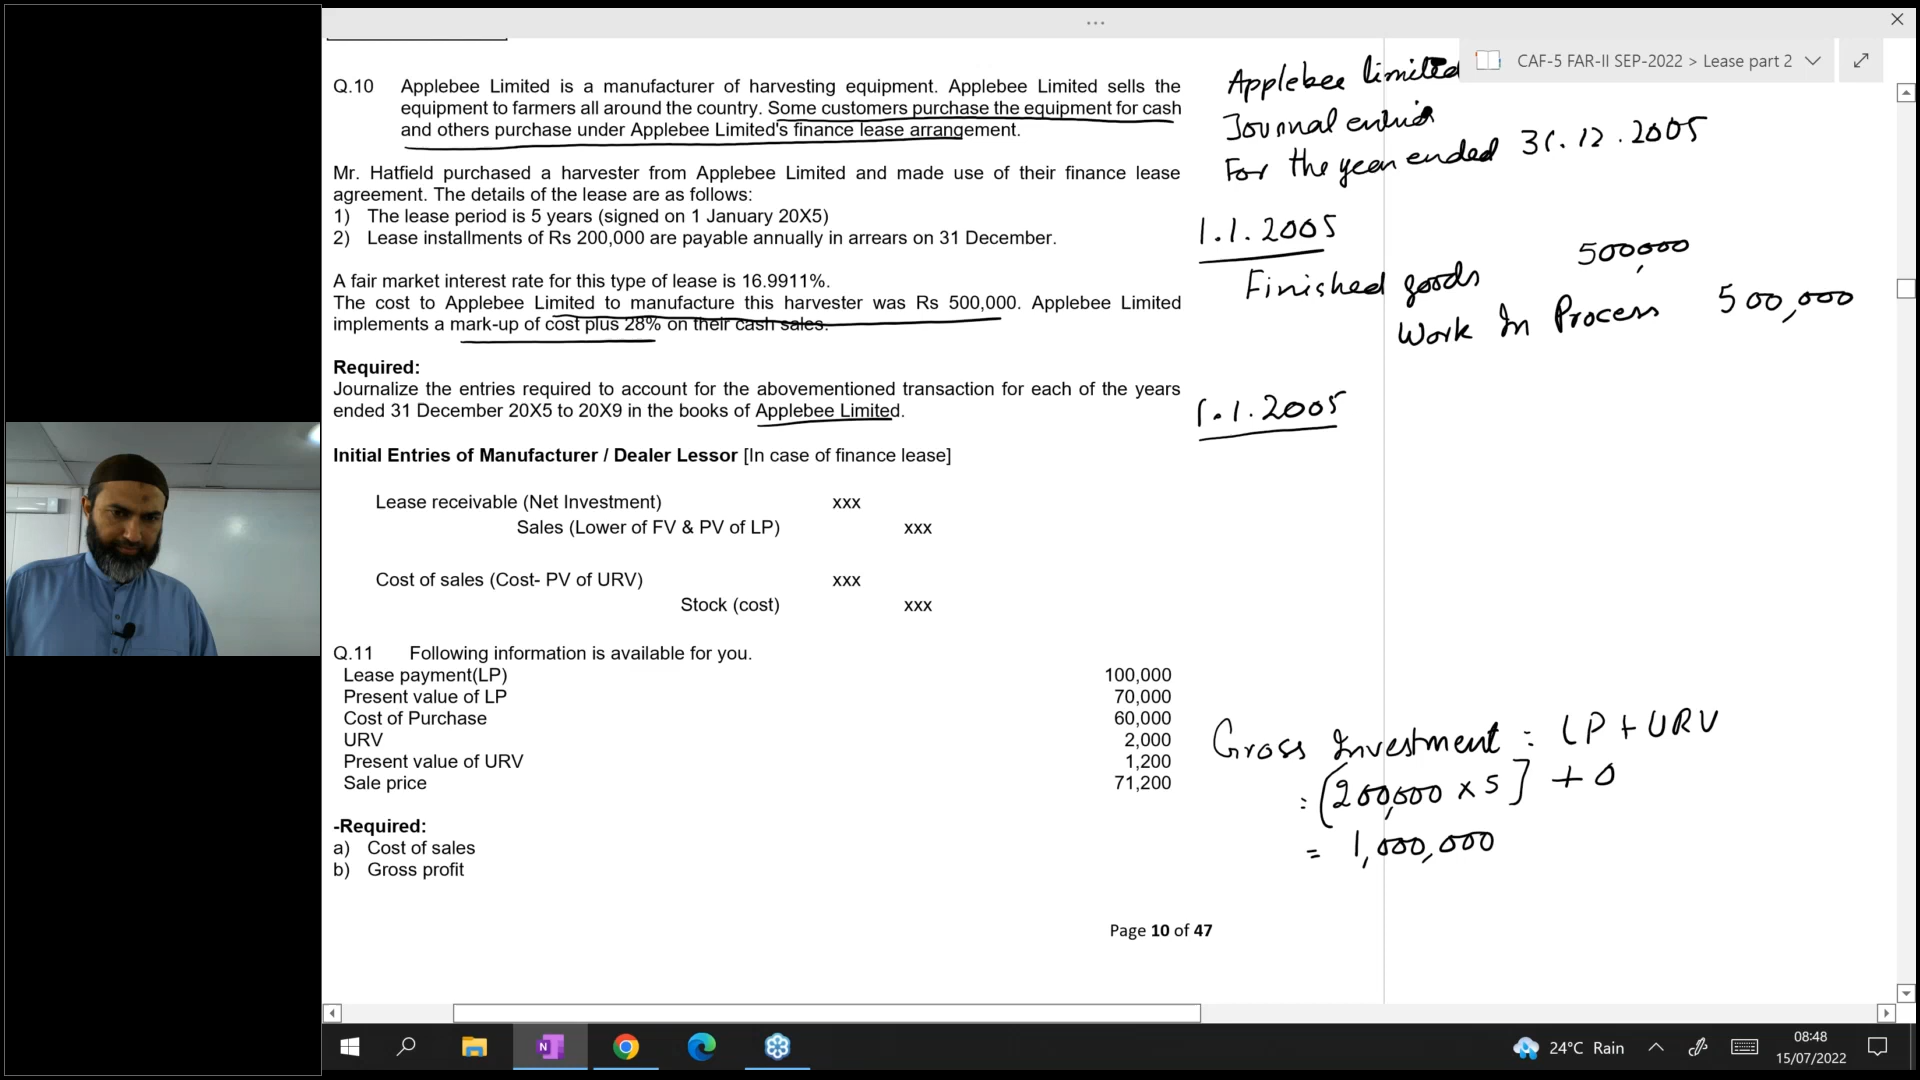 CAF-5 FAR-II SEP-2022 > Lease part 2
Q.10 Applebee Limited is a manufacturer of harvesting equipment. Applebee Limited sells the
equipment to farmers all around the country. Some customers purchase the equipment for cash
and others purchase under Applebee Limited's finance lease arrangement.
Mr. Hatfield purchased a harvester from Applebee Limited and made use of their finance lease
agreement. The details of the lease are as follows:
1) The lease period is 5 years (signed on 1 January 20X5)
2) Lease installments of Rs 200,000 are payable annually in arrears on 31 December.
A fair market interest rate for this type of lease is 16.9911%.
The cost to Applebee Limited to manufacture this harvester was Rs 500,000. Applebee Limited
implements a mark-up of cost plus 28% on their cash sales.
Required:
Journalize the entries required to account for the abovementioned transaction for each of the years
ended 31 December 20X5 to 20X9 in the books of Applebee Limited.
Initial Entries of Manufacturer / Dealer Lessor [In case of finance lease]
Lease receivable (Net Investment) xxx
Sales (Lower of FV & PV of LP) xxx
Cost of sales (Cost- PV of URV) xxx
Stock (cost) xxx
Q.11 Following information is available for you.
Lease payment(LP) 100,000
Present value of LP 70,000
Cost of Purchase 60,000
URV 2,000
Present value of URV 1,200
Sale price 71,200
-Required:
a) Cost of sales
b) Gross profit
Page 10 of 47
Applebee limited
Journal entries
For the year ended 31.12.2005
1.1.2005
Finished goods 500,000
Work In Process 500,000
1.1.2005
Gross Investment = LP + URV
= [200,000 x 5] + 0
= 1,000,000
24°C Rain
08:48
15/07/2022